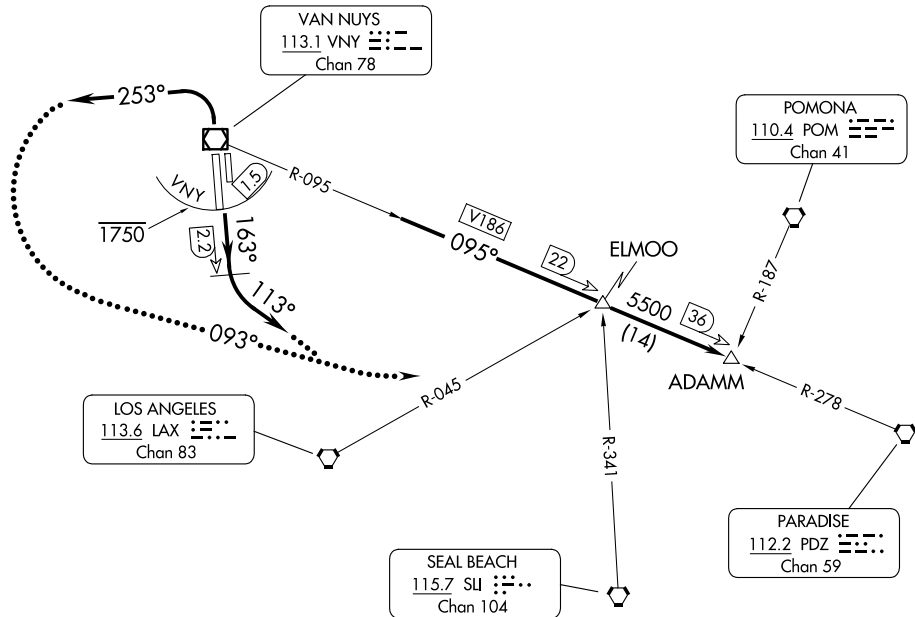 VAN NUYS
113.1 VNY
Chan 78
253°
POMONA
110.4 POM
Chan 41
R-095
VNY
1.5
1750
2.2
163°
V186
095°
22
ELMOO
R-187
113°
5500
(14)
36
093°
ADAMM
R-045
R-278
LOS ANGELES
113.6 LAX
Chan 83
R-341
PARADISE
112.2 PDZ
Chan 59
SEAL BEACH
115.7 SLI
Chan 104